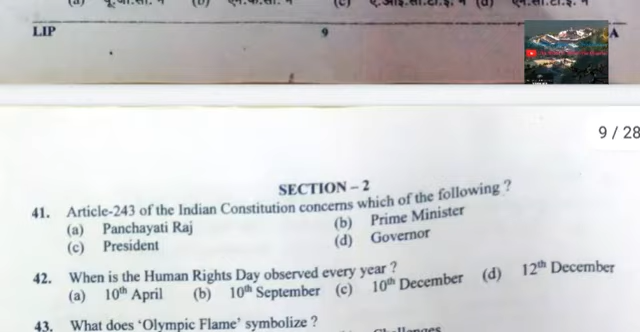 (a) यू.जी.सी. ने (b) (c) (d)
LIP 9 A
9 / 28
SECTION – 2
41. Article-243 of the Indian Constitution concerns which of the following ?
(a) Panchayati Raj (b) Prime Minister
(c) President (d) Governor
42. When is the Human Rights Day observed every year ?
(a) 10th April (b) 10th September (c) 10th December (d) 12th December
43. What does ‘Olympic Flame’ symbolize ?
Challenges